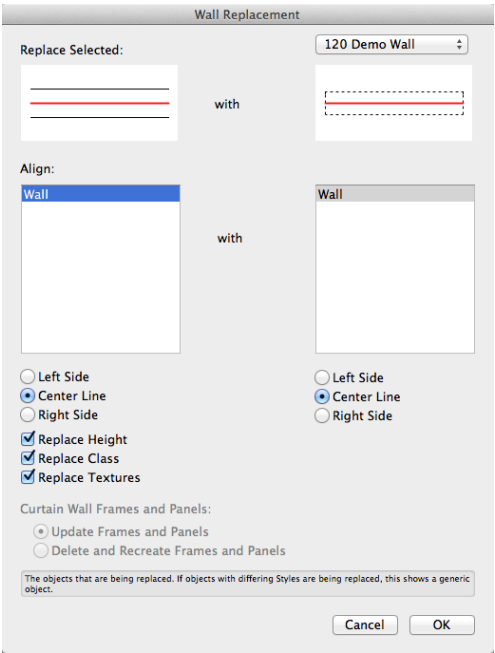 Wall Replacement
Replace Selected:
120 Demo Wall
with
Align:
Wall
Wall
with
Left Side
Center Line
Right Side
Left Side
Center Line
Right Side
Replace Height
Replace Class
Replace Textures
Curtain Wall Frames and Panels:
Update Frames and Panels
Delete and Recreate Frames and Panels
The objects that are being replaced. If objects with differing Styles are being replaced, this shows a generic
object.
Cancel
OK